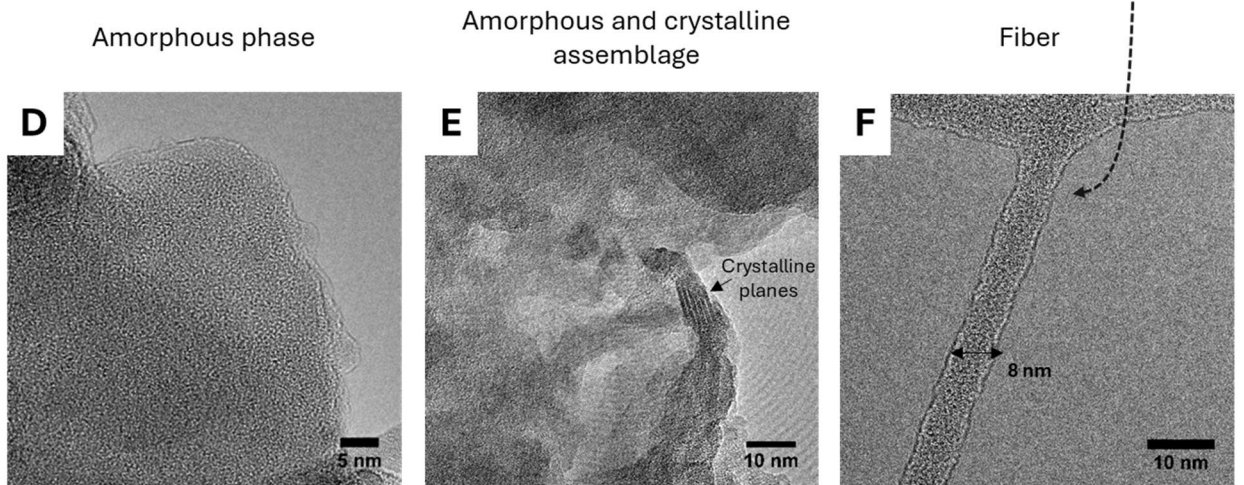 Amorphous phase
Amorphous and crystalline
assemblage
Fiber
D
E
F
Crystalline
planes
8 nm
5 nm
10 nm
10 nm